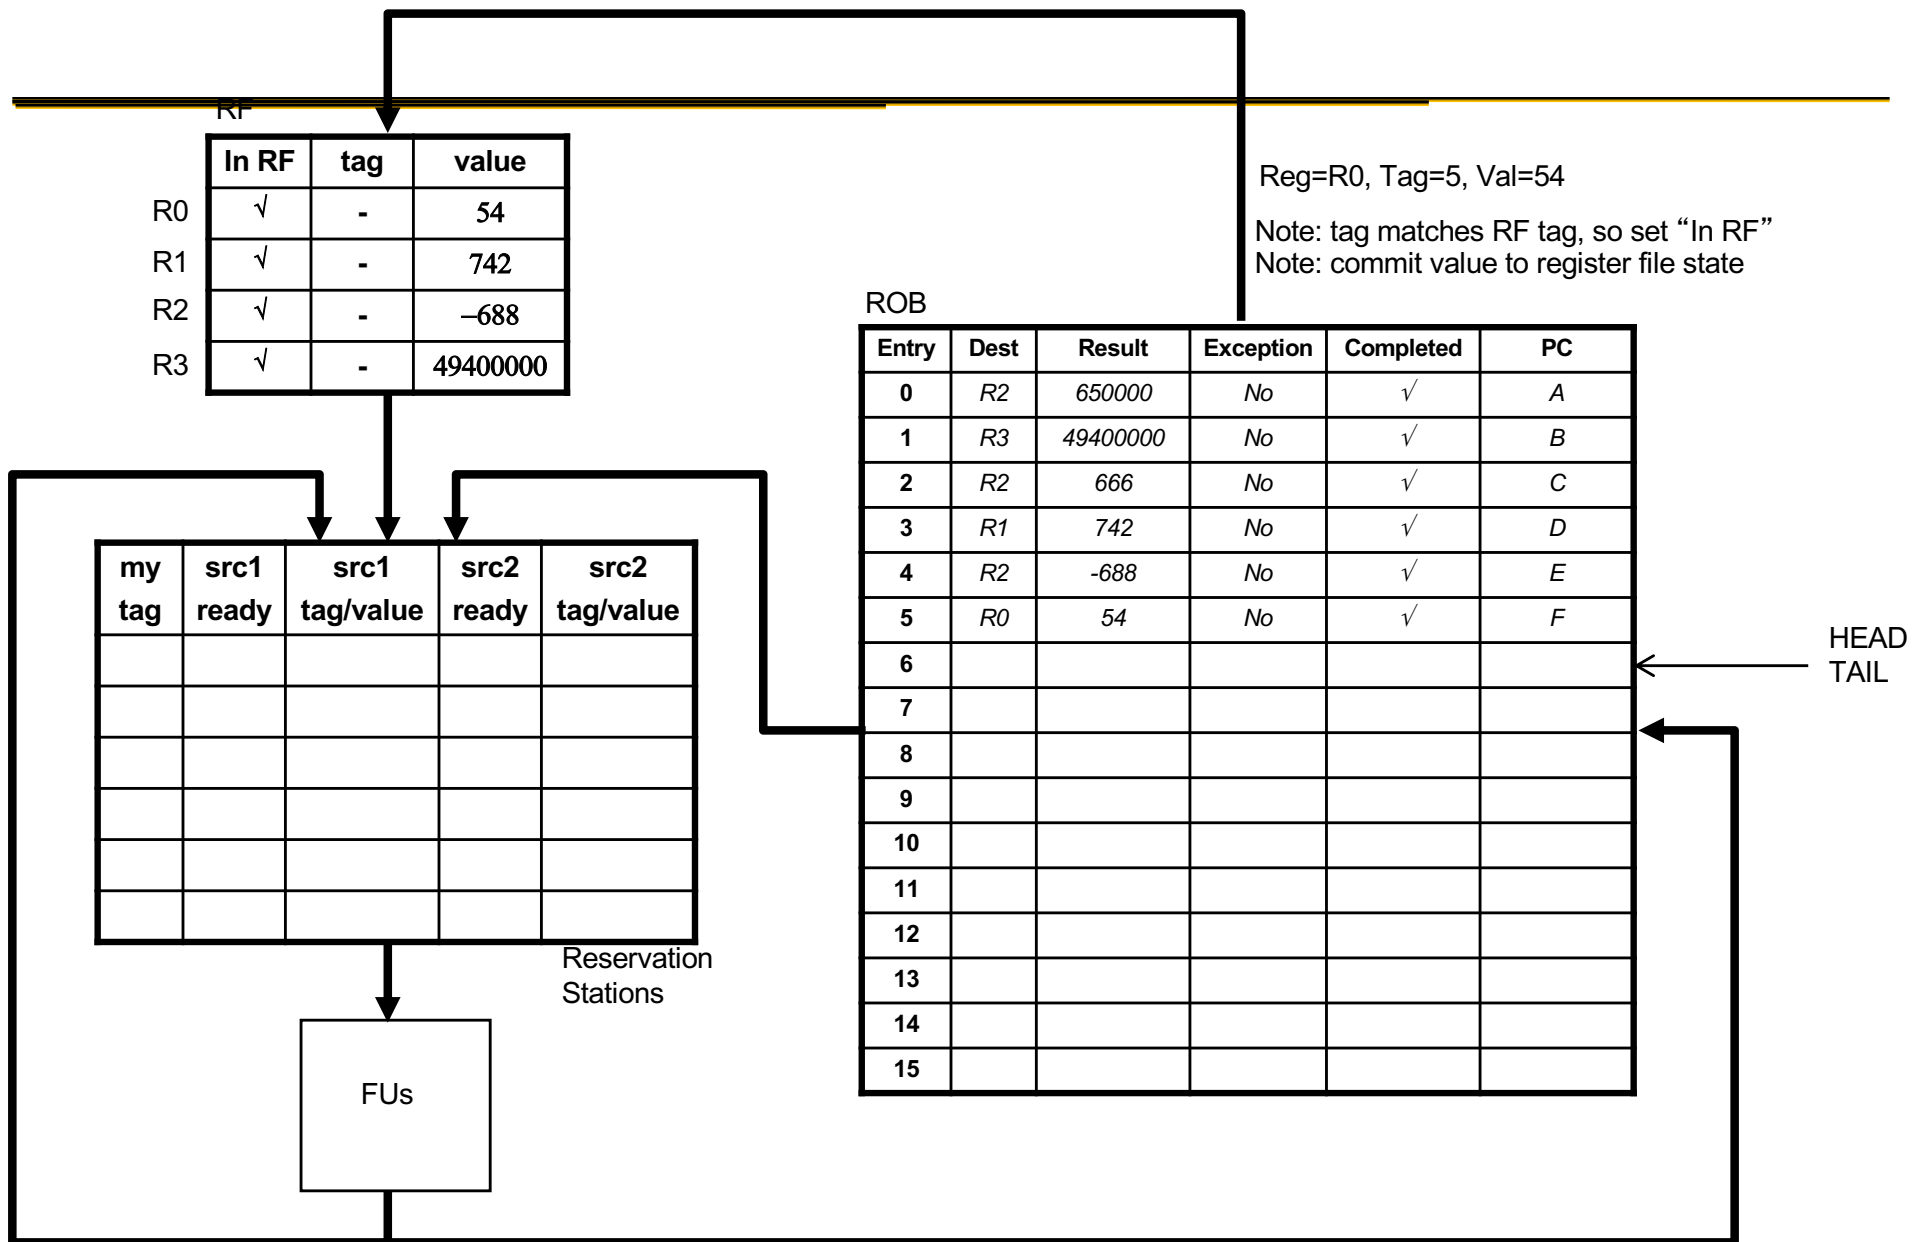 RF
In RF tag value
R0 √ - 54
R1 √ - 742
R2 √ - –688
R3 √ - 49400000
Reg=R0, Tag=5, Val=54
Note: tag matches RF tag, so set “In RF”
Note: commit value to register file state
ROB
Entry Dest Result Exception Completed PC
0 R2 650000 No √ A
1 R3 49400000 No √ B
2 R2 666 No √ C
3 R1 742 No √ D
4 R2 -688 No √ E
5 R0 54 No √ F
6
7
8
9
10
11
12
13
14
15
HEAD
TAIL
my src1 src1 src2 src2
tag ready tag/value ready tag/value
Reservation
Stations
FUs